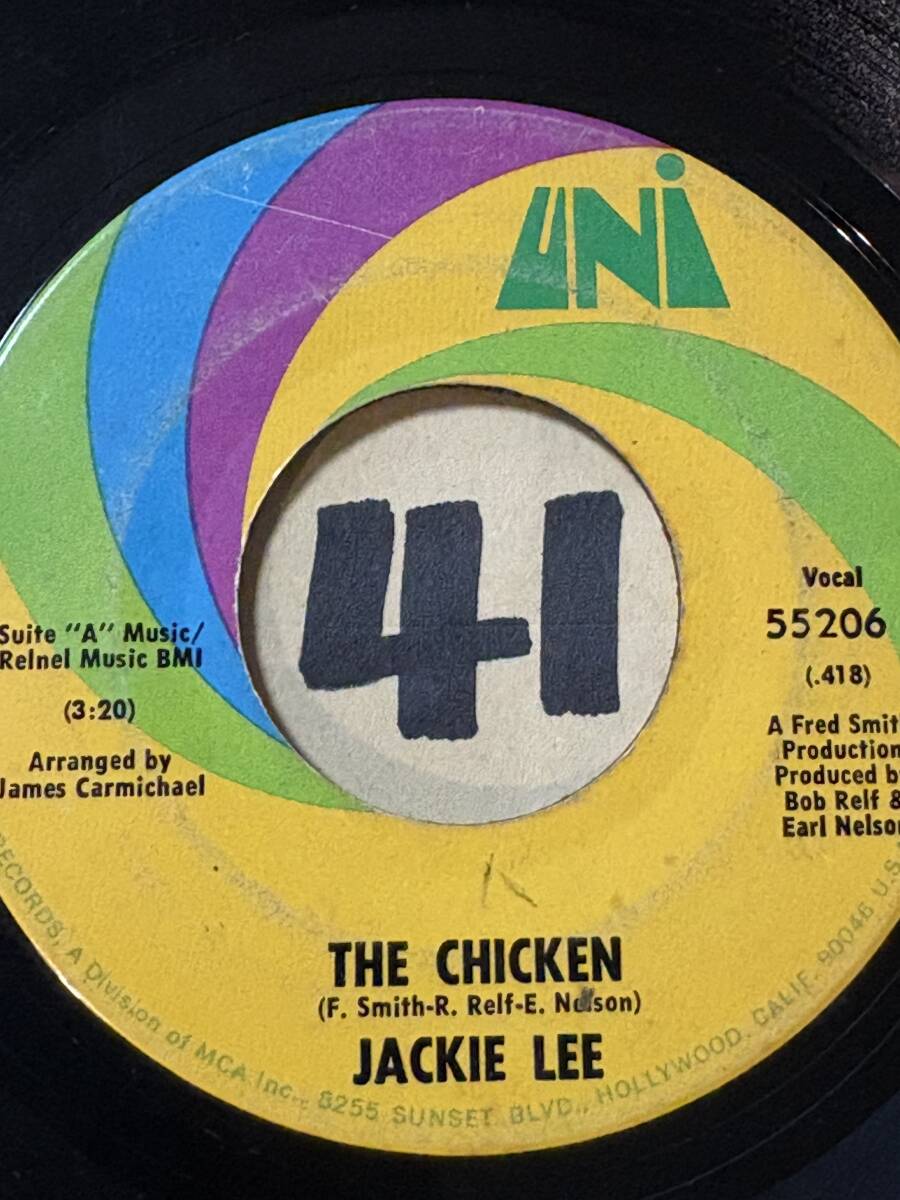 UNI
41
Suite "A" Music/
Relnel Music BMI
(3:20)
Arranged by
James Carmichael
Vocal
55206
(.418)
A Fred Smit
Production
Produced b
Bob Relf &
Earl Nelson
THE CHICKEN
(F. Smith-R. Relf-E. Nelson)
JACKIE LEE
RECORDS, A Division of MCA Inc., 8255 SUNSET BLVD., HOLLYWOOD, CALIF. 90046 U.S.